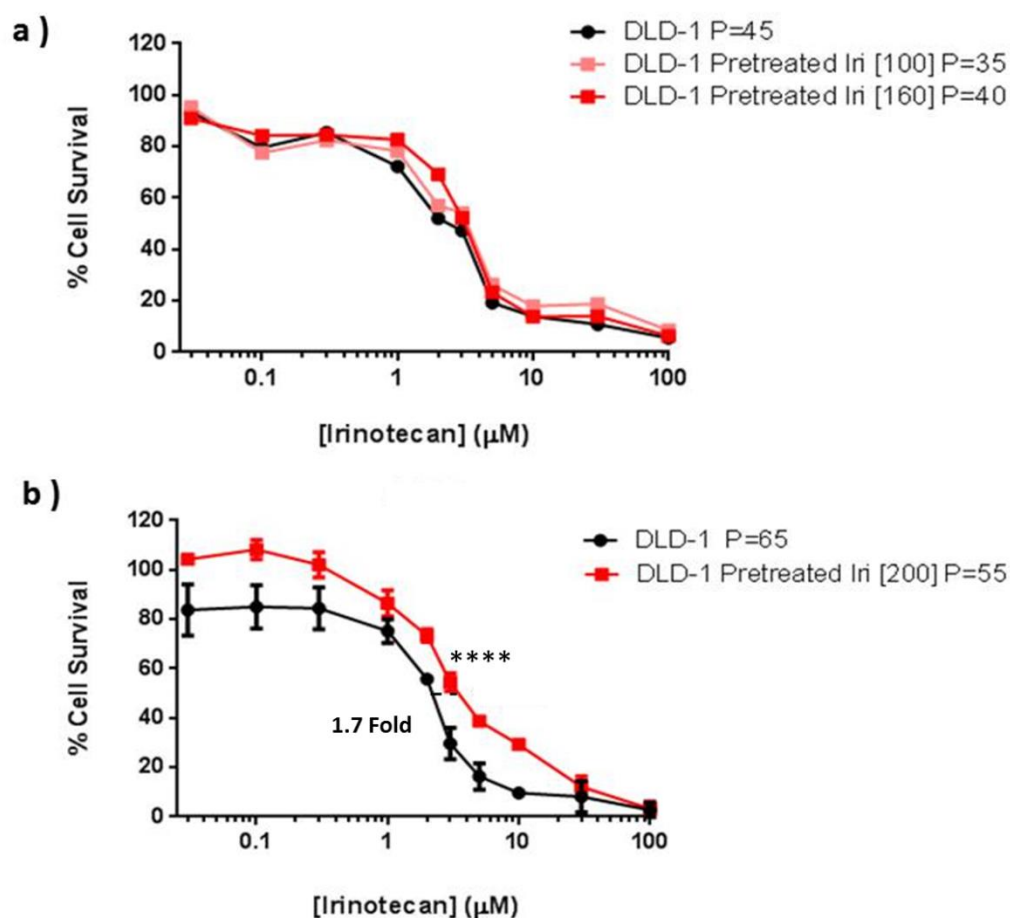 a )
DLD-1 P=45
DLD-1 Pretreated Iri [100] P=35
DLD-1 Pretreated Iri [160] P=40
% Cell Survival
120
100
80
60
40
20
0
0.1 1 10 100
[Irinotecan] (µM)
b )
DLD-1 P=65
DLD-1 Pretreated Iri [200] P=55
% Cell Survival
120
100
80
60
40
20
0
****
1.7 Fold
0.1 1 10 100
[Irinotecan] (µM)